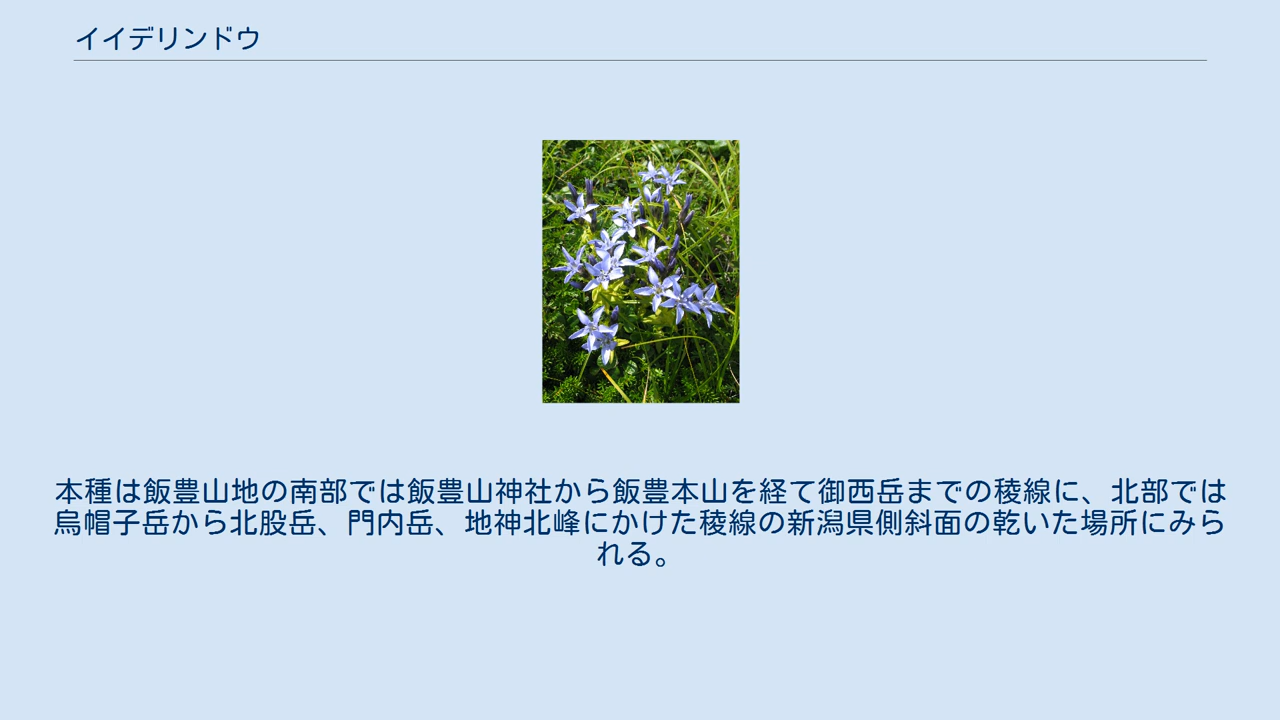 イイデリンドウ
本種は飯豊山地の南部では飯豊山神社から飯豊本山を経て御西岳までの稜線に、北部では
烏帽子岳から北股岳、門内岳、地神北峰にかけた稜線の新潟県側斜面の乾いた場所にみら
れる。